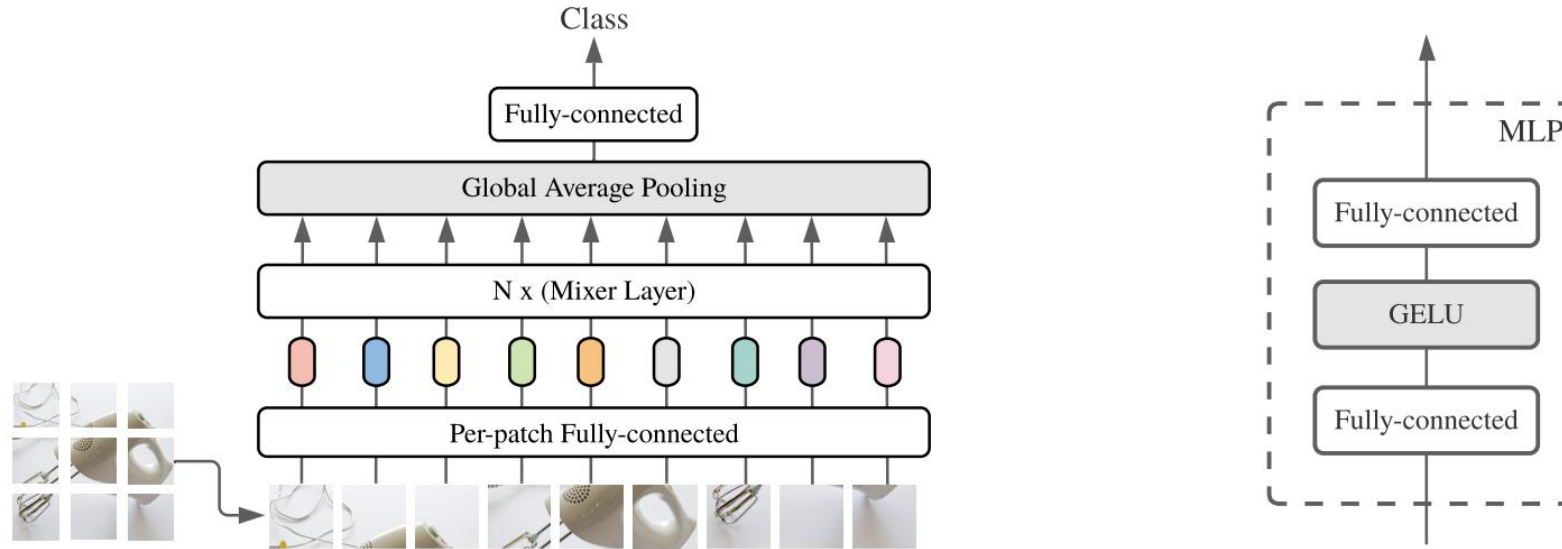 Class
Fully-connected
Global Average Pooling
N x (Mixer Layer)
Per-patch Fully-connected
MLP
Fully-connected
GELU
Fully-connected